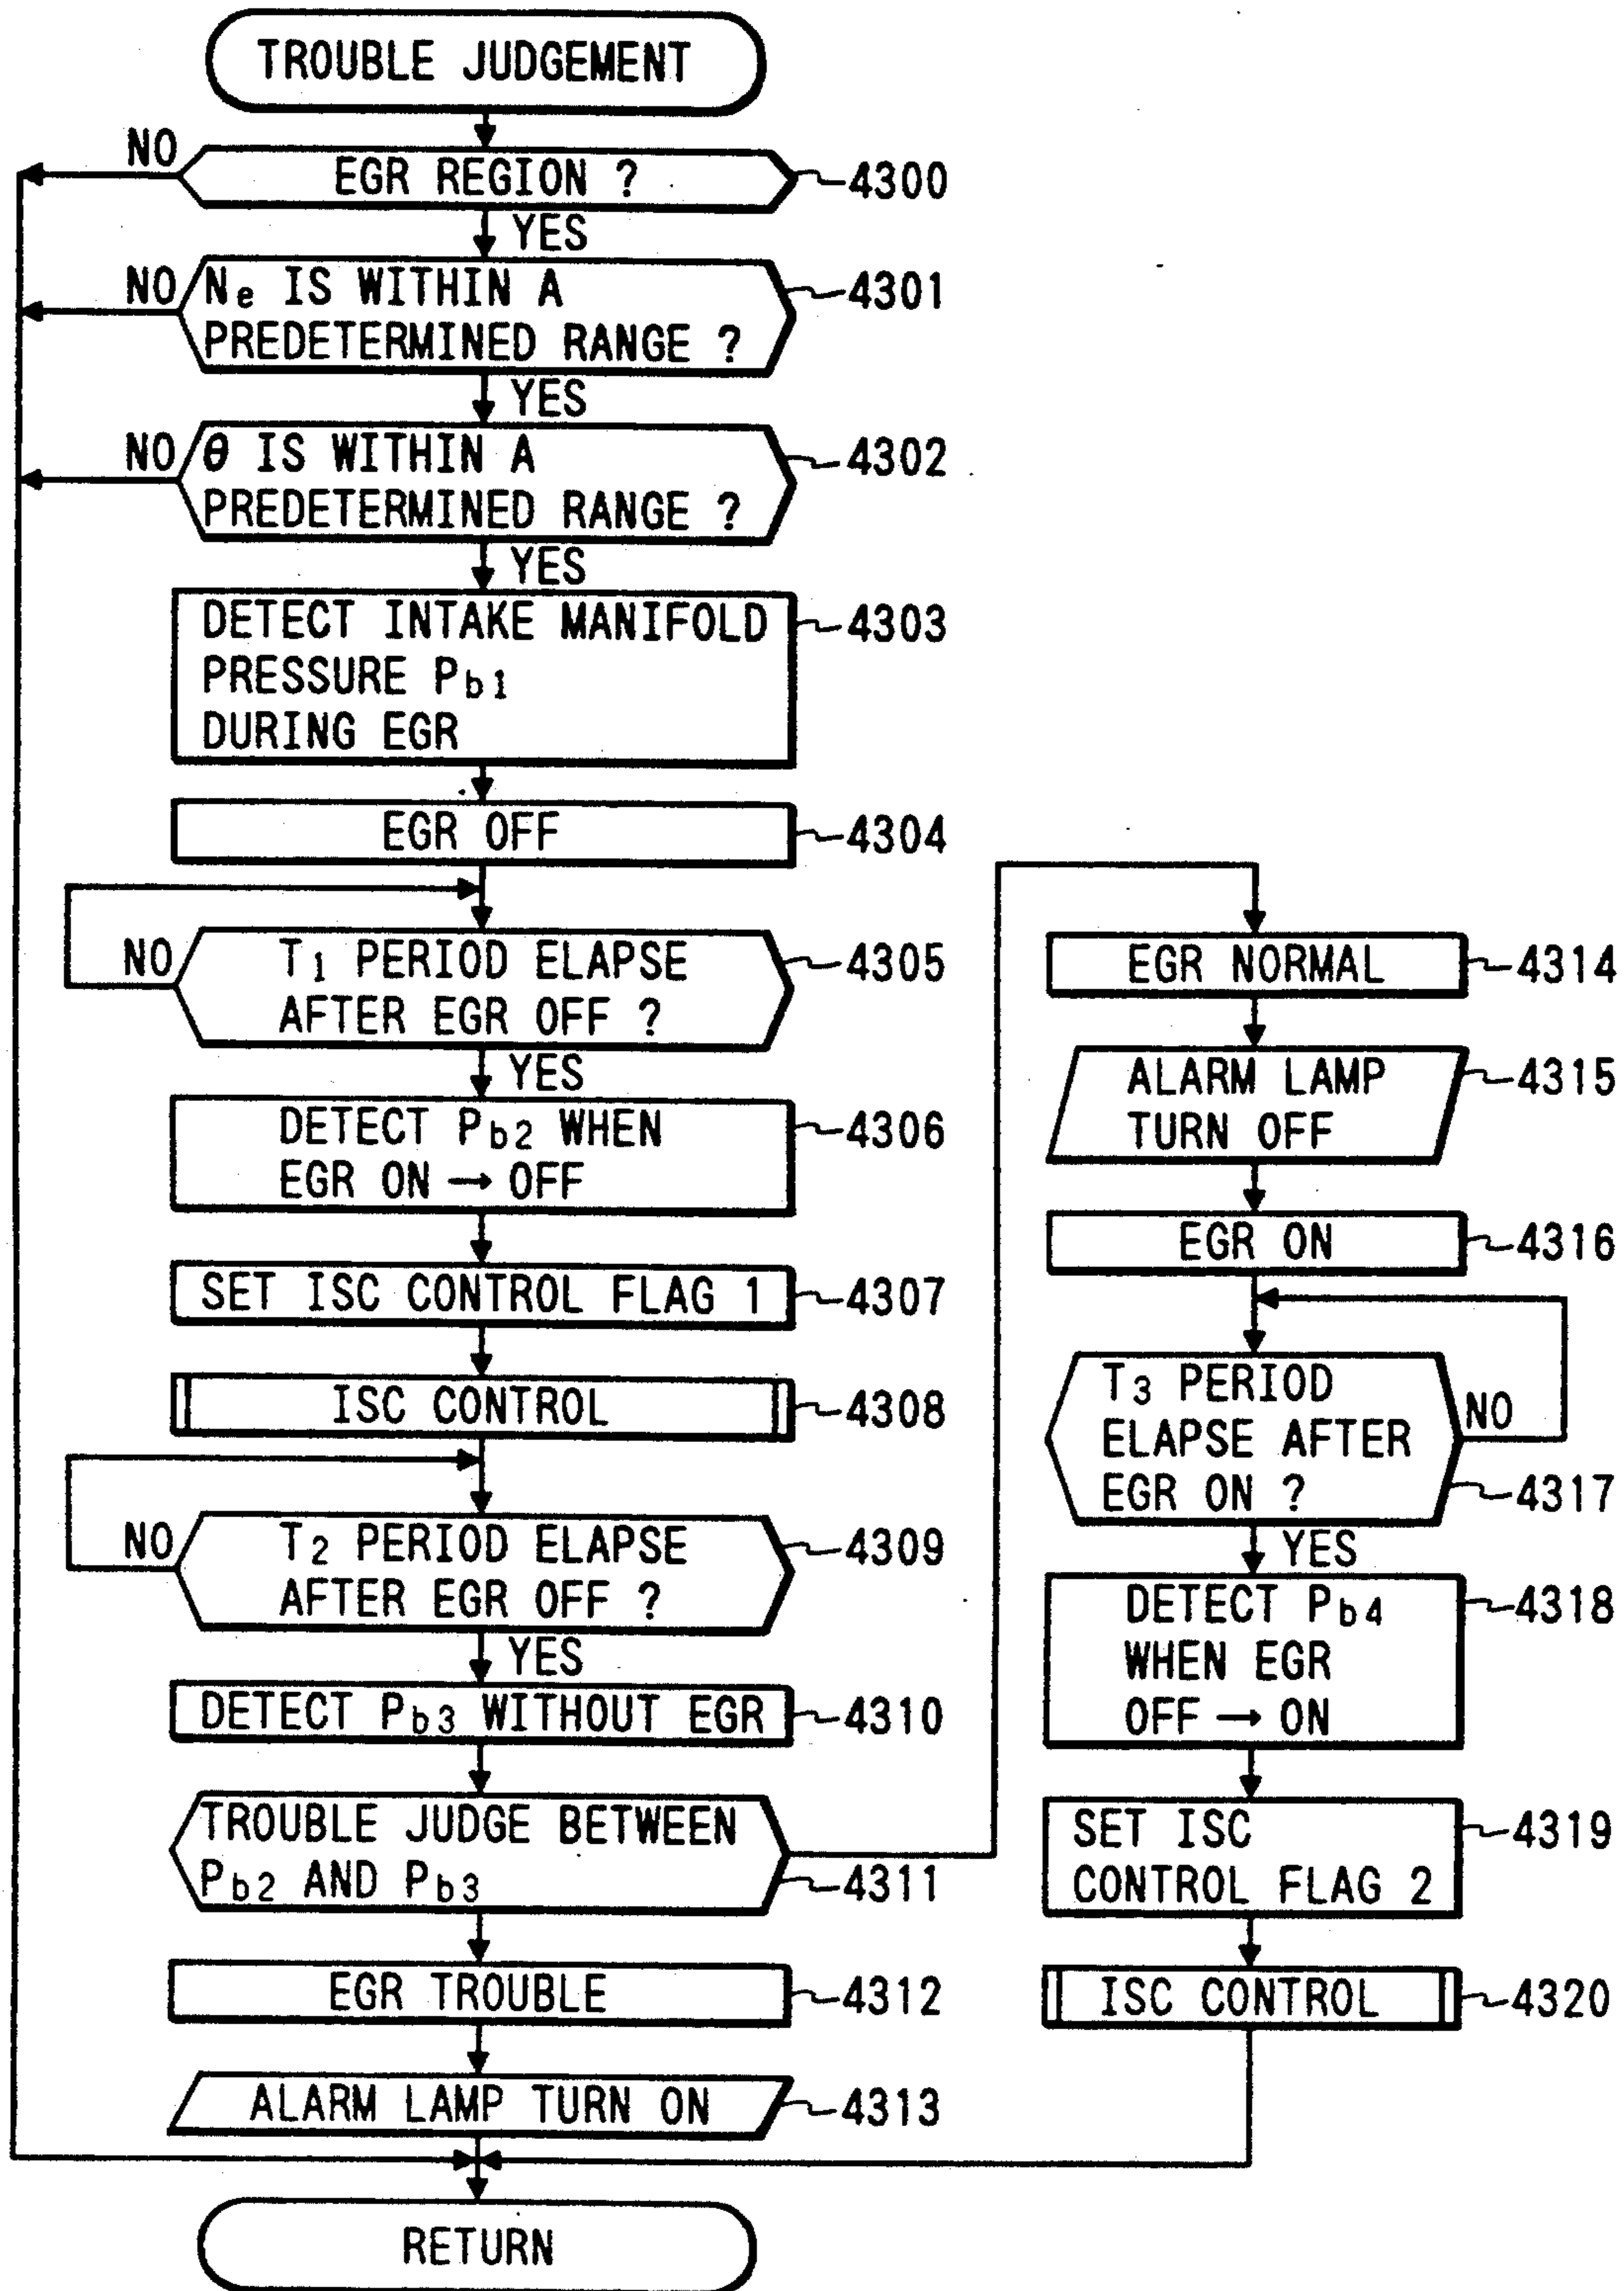 TROUBLE JUDGEMENT
NO
EGR REGION ?
4300
YES
NO
Ne IS WITHIN A
PREDETERMINED RANGE ?
4301
YES
NO
θ IS WITHIN A
PREDETERMINED RANGE ?
4302
YES
DETECT INTAKE MANIFOLD
PRESSURE Pb1
DURING EGR
4303
EGR OFF
4304
NO
T1 PERIOD ELAPSE
AFTER EGR OFF ?
4305
YES
DETECT Pb2 WHEN
EGR ON → OFF
4306
SET ISC CONTROL FLAG 1
4307
ISC CONTROL
4308
NO
T2 PERIOD ELAPSE
AFTER EGR OFF ?
4309
YES
DETECT Pb3 WITHOUT EGR
4310
TROUBLE JUDGE BETWEEN
Pb2 AND Pb3
4311
EGR TROUBLE
4312
ALARM LAMP TURN ON
4313
RETURN
EGR NORMAL
4314
ALARM LAMP
TURN OFF
4315
EGR ON
4316
T3 PERIOD
ELAPSE AFTER
EGR ON ?
NO
4317
YES
DETECT Pb4
WHEN EGR
OFF → ON
4318
SET ISC
CONTROL FLAG 2
4319
ISC CONTROL
4320